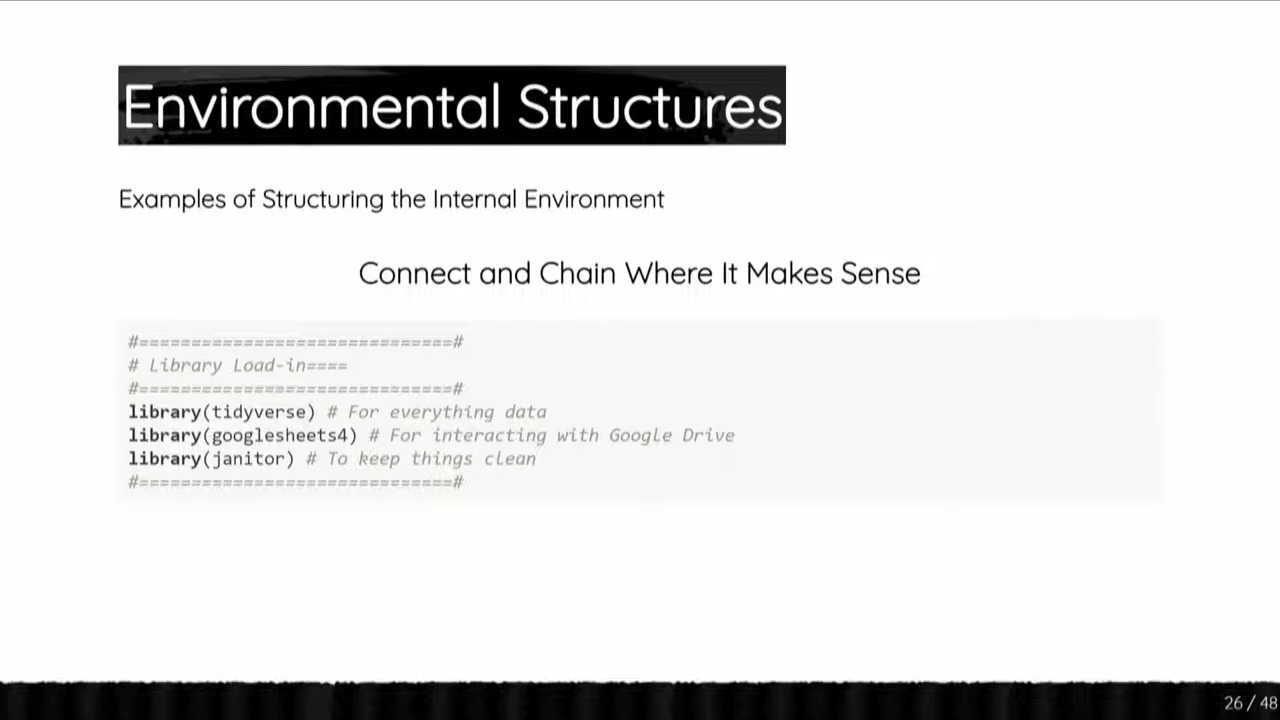 Environmental Structures
Examples of Structuring the Internal Environment
Connect and Chain Where It Makes Sense
#==============================#
# Library Load-in====
#==============================#
library(tidyverse) # For everything data
library(googlesheets4) # For interacting with Google Drive
library(janitor) # To keep things clean
#==============================#
26 / 48